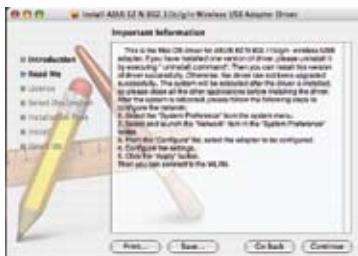 Install ASUS EZ N 802.11b/g/n Wireless USB Adapter Driver
Important Information
Introduction
Read Me
License
Select Destination
Installation
Install
This is the Mac OS driver for ASUS EZ N 802.11b/g/n wireless USB
adapter. If you have installed one version of driver, please uninstall it
by executing "uninstall.command". Then you can install this version
of driver successfully. Otherwise, the driver can not been upgraded
successfully. The system will be restarted after the driver is installed,
so please close all the other applications before installing the driver.
After the system is rebooted, please follow the following steps to
configure the network.
1. Select the "System Preference" from the system menu.
2. Select and launch the "Network" item in the "System Preference"
3. From the "Configure" list, select the adapter to be configured.
4. Configure the settings.
5. Click the "Apply" button.
Then you can connect to the WLAN.
Print...
Save...
Go Back
Continue